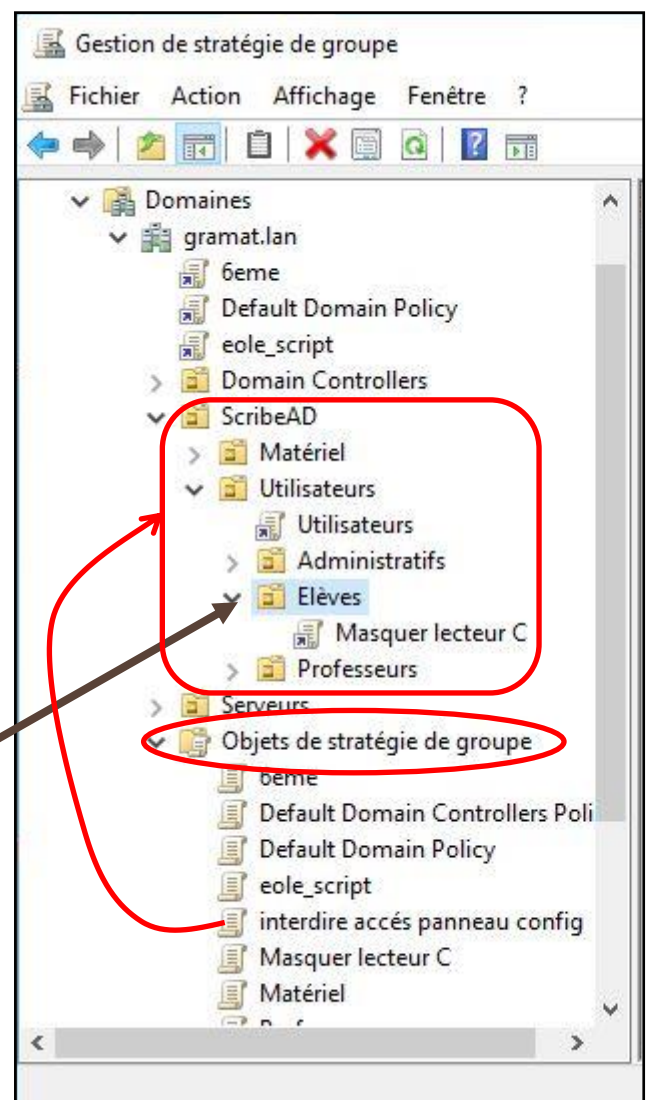 Gestion de stratégie de groupe
Fichier Action Affichage Fenêtre ?
Domaines
gramat.lan
6eme
Default Domain Policy
eole_script
Domain Controllers
ScribeAD
Matériel
Utilisateurs
Utilisateurs
Administratifs
Elèves
Masquer lecteur C
Professeurs
Serveurs
Objets de stratégie de groupe
6eme
Default Domain Controllers Poli
Default Domain Policy
eole_script
interdire accés panneau config
Masquer lecteur C
Matériel